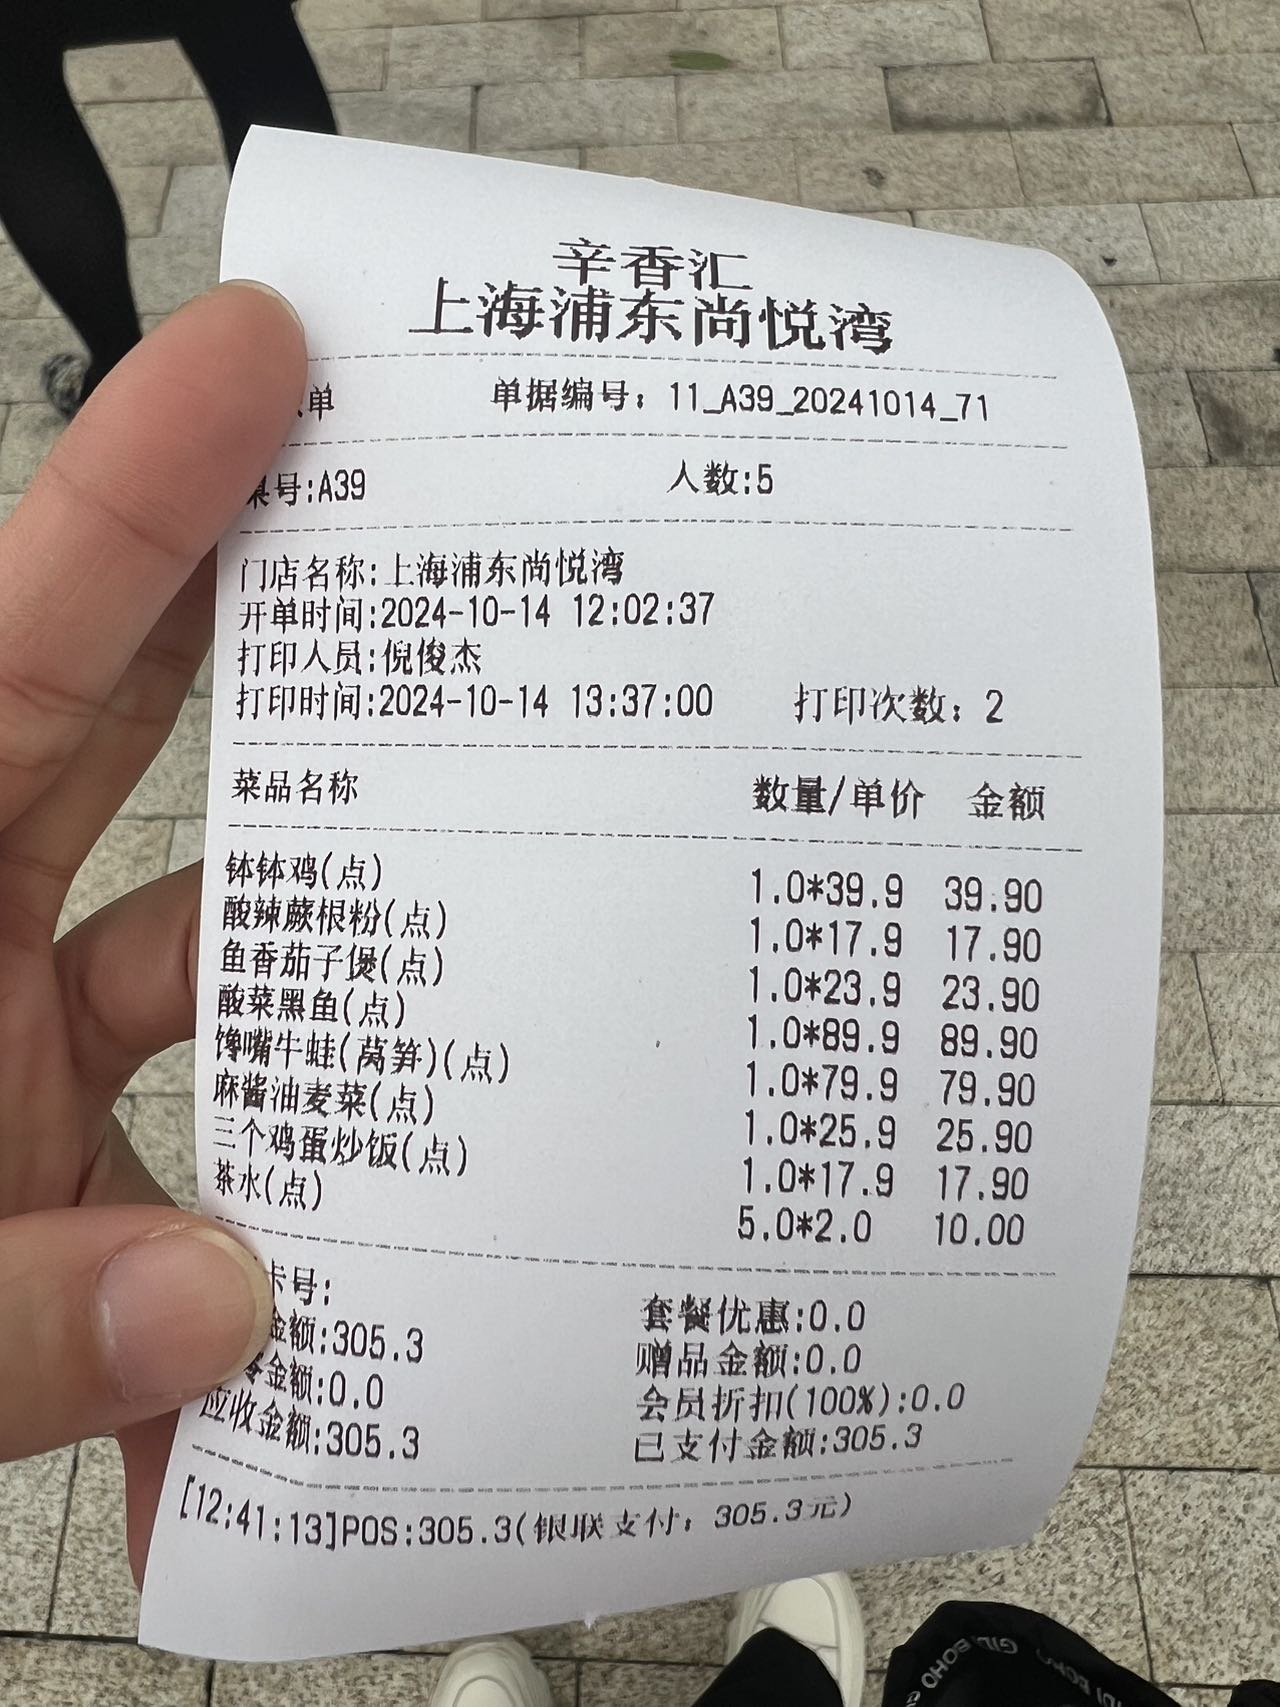 辛香汇
上海浦东尚悦湾
单 单据编号：11_A39_20241014_71
桌号:A39 人数:5
门店名称:上海浦东尚悦湾
开单时间:2024-10-14 12:02:37
打印人员:倪俊杰
打印时间:2024-10-14 13:37:00 打印次数：2
菜品名称 数量/单价 金额
钵钵鸡(点) 1.0*39.9 39.90
酸辣蕨根粉(点) 1.0*17.9 17.90
鱼香茄子煲(点) 1.0*23.9 23.90
酸菜黑鱼(点) 1.0*89.9 89.90
馋嘴牛蛙(莴笋)(点) 1.0*79.9 79.90
麻酱油麦菜(点) 1.0*25.9 25.90
三个鸡蛋炒饭(点) 1.0*17.9 17.90
茶水(点) 5.0*2.0 10.00
卡号: 套餐优惠:0.0
金额:305.3 赠品金额:0.0
零金额:0.0 会员折扣(100%):0.0
应收金额:305.3 已支付金额:305.3
[12:41:13]POS:305.3(银联支付：305.3元)